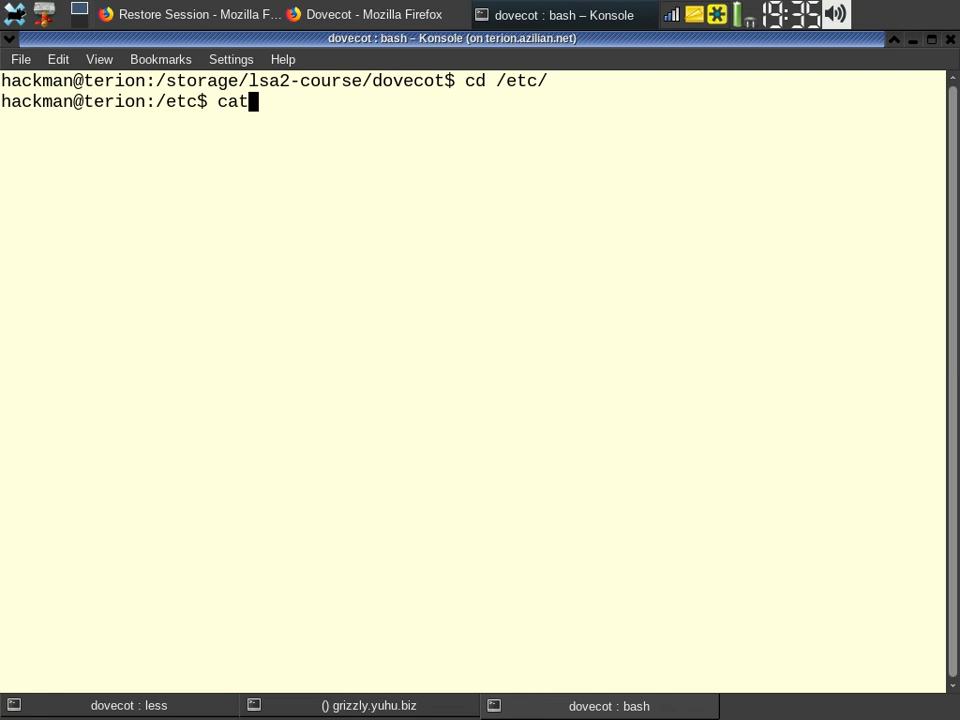 Restore Session - Mozilla F...
Dovecot - Mozilla Firefox
dovecot : bash – Konsole
19:35
dovecot : bash – Konsole (on terion.azilian.net)
File Edit View Bookmarks Settings Help
hackman@terion:/storage/lsa2-course/dovecot$ cd /etc/
hackman@terion:/etc$ cat
dovecot : less
() grizzly.yuhu.biz
dovecot : bash